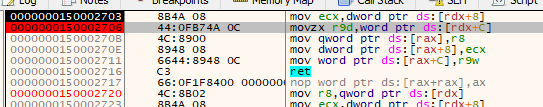 Log Notes Breakpoints Memory Map Call Stack SEH Script
0000000150002703 8B4A 08 mov ecx,dword ptr ds:[rdx+8]
0000000150002706 44:0FB74A 0C movzx r9d,word ptr ds:[rdx+C]
000000015000270B 4C:8900 mov qword ptr ds:[rax],r8
000000015000270E 8948 08 mov dword ptr ds:[rax+8],ecx
0000000150002711 6644:8948 0C mov word ptr ds:[rax+C],r9w
0000000150002716 C3 ret
0000000150002717 66:0F1F8400 0000000 nop word ptr ds:[rax+rax],ax
0000000150002720 4C:8B02 mov r8,qword ptr ds:[rdx]
0000000150002723 8B4A 08 mov ecx,dword ptr ds:[rdx+8]